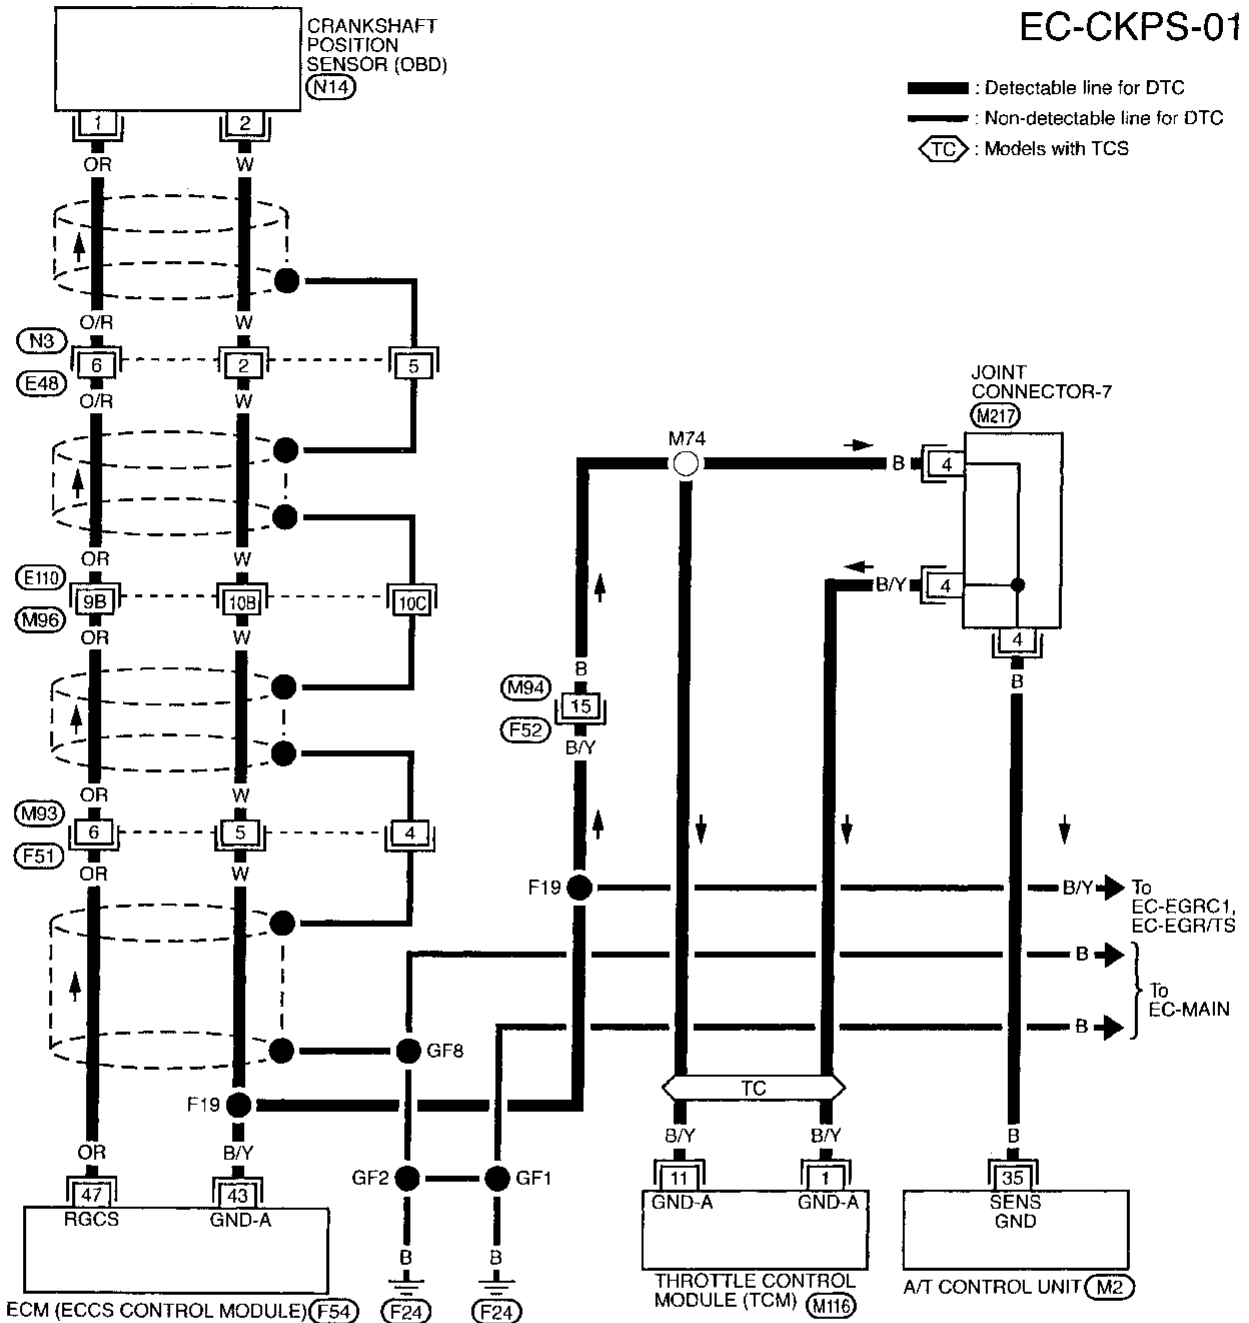 EC-CKPS-01
CRANKSHAFT
POSITION
SENSOR (OBD)
N14
: Detectable line for DTC
: Non-detectable line for DTC
TC : Models with TCS
1 2
OR W
O/R W
N3
6 2 5
E48
O/R W
JOINT
CONNECTOR-7
M217
M74
B 4
OR W
E110
9B 10B 10C
M96
OR W
B/Y 4
4
B
B
M94
15
F52
B/Y
OR W
M93
6 5 4
F51
OR W
F19
B/Y To
EC-EGRC1,
EC-EGR/TS
B
To
EC-MAIN
B
GF8
F19
TC
OR B/Y
B/Y B/Y B
GF2 GF1
47 43
RGCS GND-A
11 1
GND-A GND-A
35
SENS
GND
B B
ECM (ECCS CONTROL MODULE) F54
F24 F24
THROTTLE CONTROL
MODULE (TCM) M116
A/T CONTROL UNIT M2